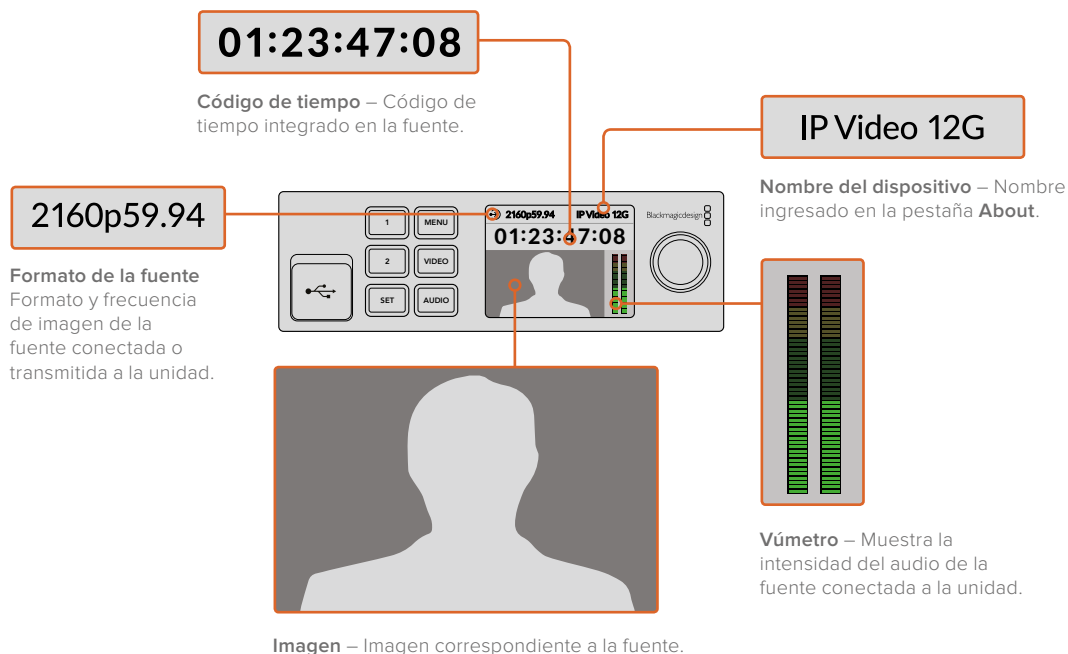 01:23:47:08
Código de tiempo – Código de
tiempo integrado en la fuente.
IP Video 12G
Nombre del dispositivo – Nombre
ingresado en la pestaña About.
2160p59.94
Formato de la fuente
Formato y frecuencia
de imagen de la
fuente conectada o
transmitida a la unidad.
1
MENU
2
VIDEO
SET
AUDIO
2160p59.94
IP Video 12G
01:23:47:08
Blackmagicdesign
Vúmetro – Muestra la
intensidad del audio de la
fuente conectada a la unidad.
Imagen – Imagen correspondiente a la fuente.